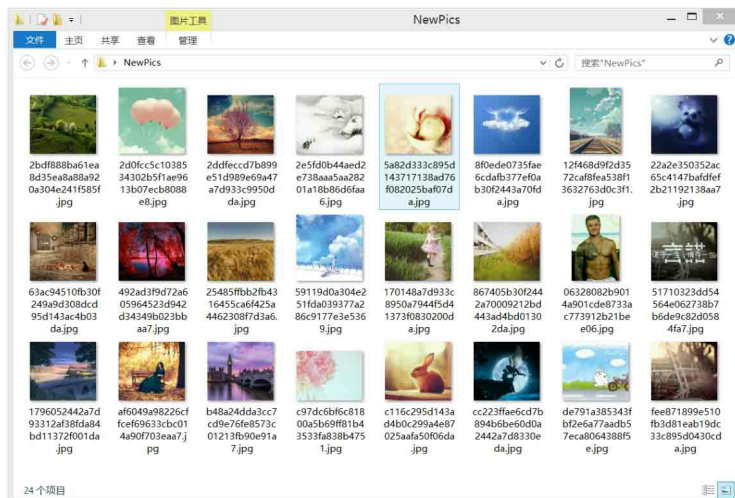 图片工具
NewPics
文件 主页 共享 查看 管理
NewPics
搜索"NewPics"
2bdf888ba61ea 2d0fcc5c10385 2ddfeccd7b899 2e5fd0b44aed2 5a82d333c895d 8f0ede0735fae 12f468d9f2d35 22a2e350352ac
8d35ea8a88a92 34302b5f1ae96 e51d989e69a47 e738aaa5aa282 143717138ad76 6cdafb377ef0a 72caf8fea538f1 65c4147bafdfef
0a304e241f585f 13b07ecb8088 a7d933c9950d 01a18b86d6faa f082025baf07d b30f2443a70fd 3632763d0c3f1. 2b21192138aa7
.jpg e8.jpg da.jpg 6.jpg a.jpg a.jpg jpg .jpg
63ac94510fb30f 492ad3f9d72a6 25485ffbb2fb43 59119d0a304e2 170148a7d933c 867405b30f244 06328082b901 51710323dd54
249a9d308dcd 605964523d942 16455ca6f425a 51fda039377a2 8950a7944f5d4 2a70009212bd 4a901cde8733a 564e062738b7
95d143ac4b03 d34349b023bb 4462308f7d3a6. 86c9177e3e536 1373f0830200d 443ad4bd0130 c773912b21be b6de9c82d058
da.jpg aa7.jpg jpg 9.jpg a.jpg 2da.jpg e06.jpg 4fa7.jpg
1796052442a7d af6049a98226cf b48a24dda3cc7 c97dc6bf6c818 c116c295d143a cc223ffae6cd7b de791a385343f fee871899e510
93312af38fda84 fcef69633cbc01 cd9e76fe8573c 00a5b69ff81b4 d4b0c299a4e87 894b6be60d0a bf2e6a77aadb5 fb3d81eab19dc
bd11372f001da 4a90f703eaa7.j 01213fb90e91a 3533fa838b475 025aafa50f06da 2442a7d8330e 7eca8064388f5 33c895d0430cd
.jpg pg 7.jpg 1.jpg .jpg da.jpg e.jpg a.jpg
24 个项目